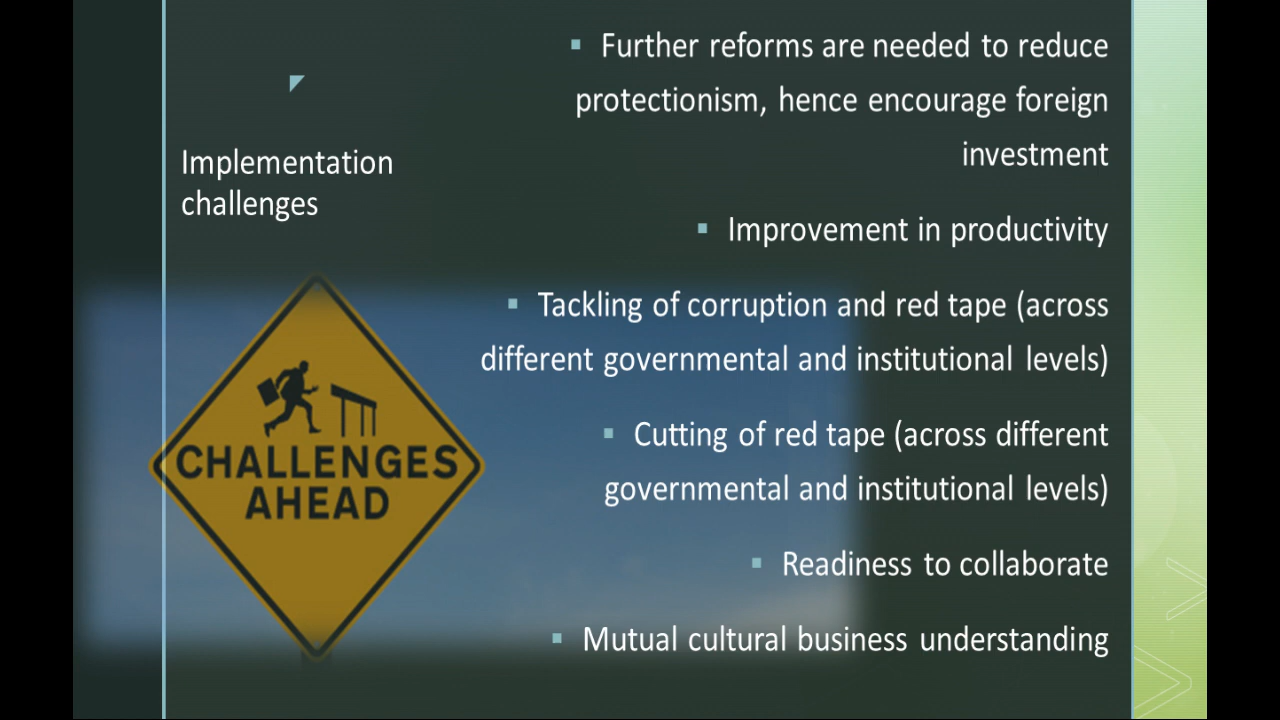 Implementation
challenges
CHALLENGES
AHEAD
Further reforms are needed to reduce
protectionism, hence encourage foreign
investment
Improvement in productivity
Tackling of corruption and red tape (across
different governmental and institutional levels)
Cutting of red tape (across different
governmental and institutional levels)
Readiness to collaborate
Mutual cultural business understanding